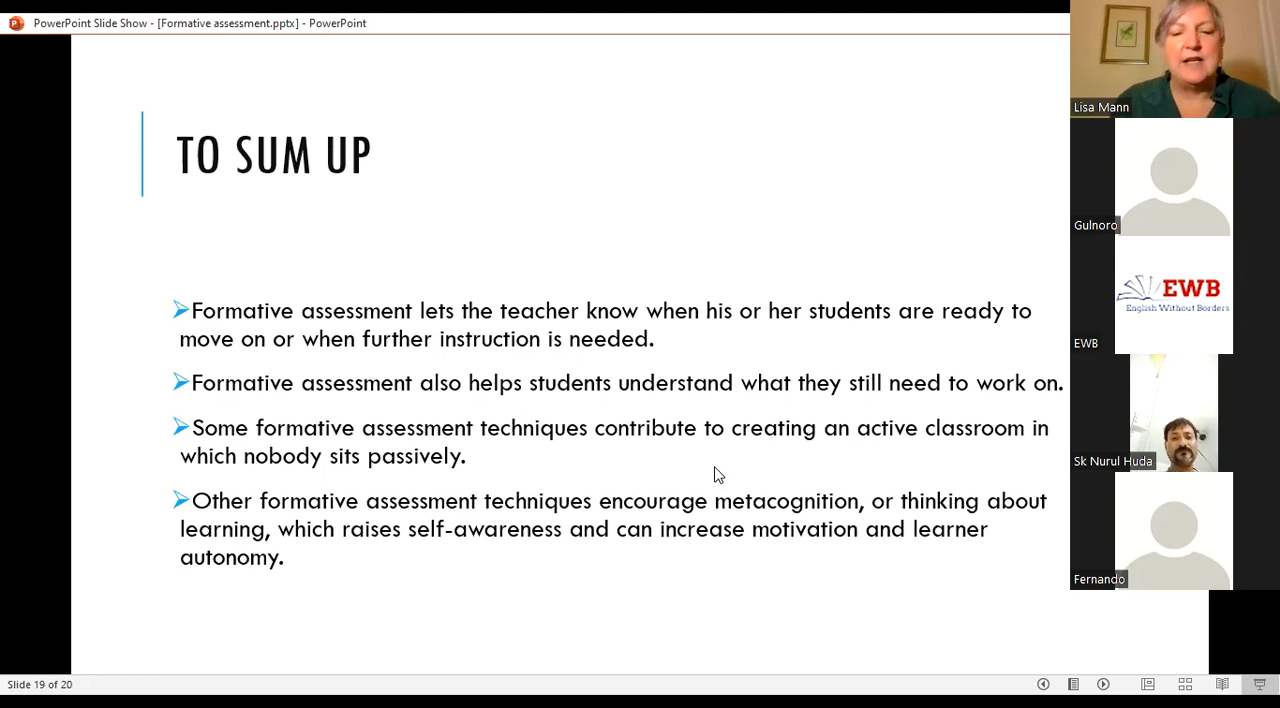 PowerPoint Slide Show - [Formative assessment.pptx] - PowerPoint
TO SUM UP
Formative assessment lets the teacher know when his or her students are ready to
move on or when further instruction is needed.
Formative assessment also helps students understand what they still need to work on.
Some formative assessment techniques contribute to creating an active classroom in
which nobody sits passively.
Other formative assessment techniques encourage metacognition, or thinking about
learning, which raises self-awareness and can increase motivation and learner
autonomy.
Lisa Mann
Gulnoro
EWB
English Without Borders
EWB
Sk Nurul Huda
Fernando
Slide 19 of 20